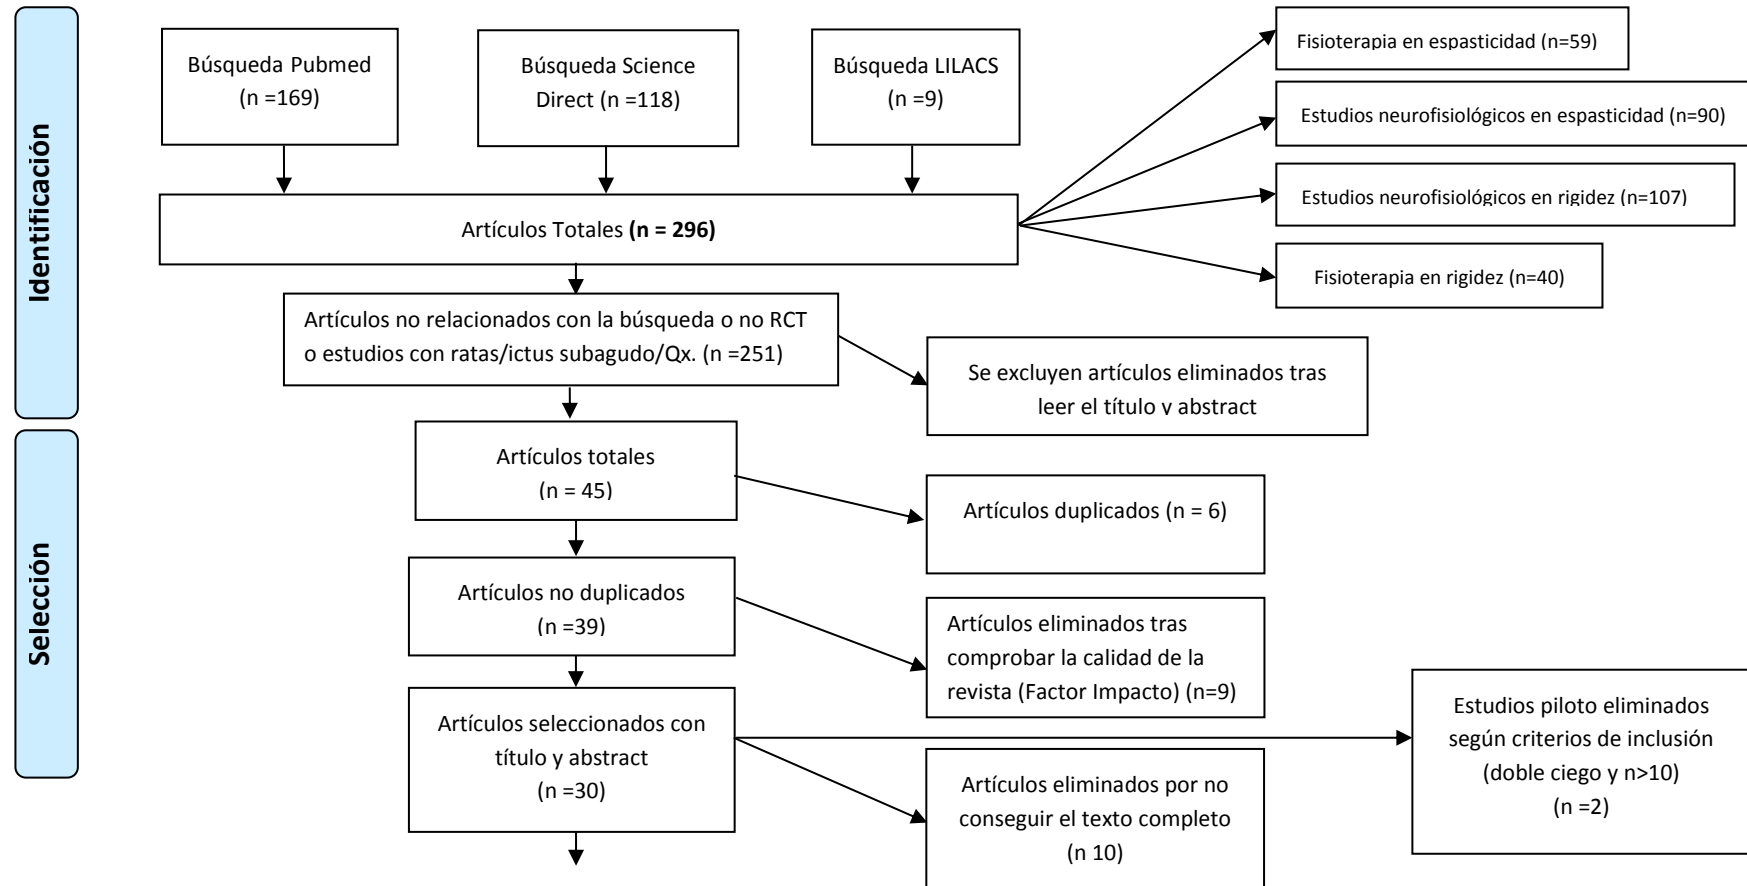 Identificación
Búsqueda Pubmed
(n =169)
Búsqueda Science
Direct (n =118)
Búsqueda LILACS
(n =9)
Fisioterapia en espasticidad (n=59)
Estudios neurofisiológicos en espasticidad (n=90)
Estudios neurofisiológicos en rigidez (n=107)
Fisioterapia en rigidez (n=40)
Artículos Totales (n = 296)
Artículos no relacionados con la búsqueda o no RCT
o estudios con ratas/ictus subagudo/Qx. (n =251)
Se excluyen artículos eliminados tras
leer el título y abstract
Selección
Artículos totales
(n = 45)
Artículos duplicados (n = 6)
Artículos no duplicados
(n =39)
Artículos eliminados tras
comprobar la calidad de la
revista (Factor Impacto) (n=9)
Artículos seleccionados con
título y abstract
(n =30)
Artículos eliminados por no
conseguir el texto completo
(n 10)
Estudios piloto eliminados
según criterios de inclusión
(doble ciego y n>10)
(n =2)